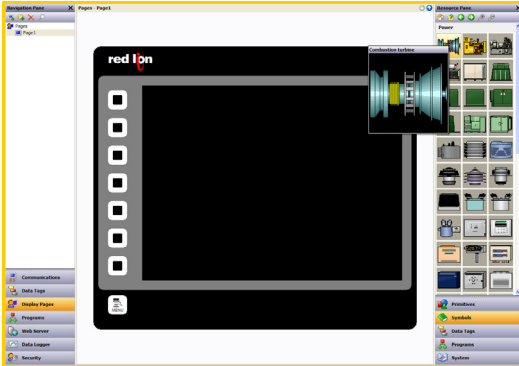 Navigation Pane
Pages - Page1
Resource Pane
Pages
Page1
Power
red lion
Combustion turbine
MENU
Communications
Data Tags
Display Pages
Programs
Web Server
Data Logger
Security
Primitives
Symbols
Data Tags
Programs
System